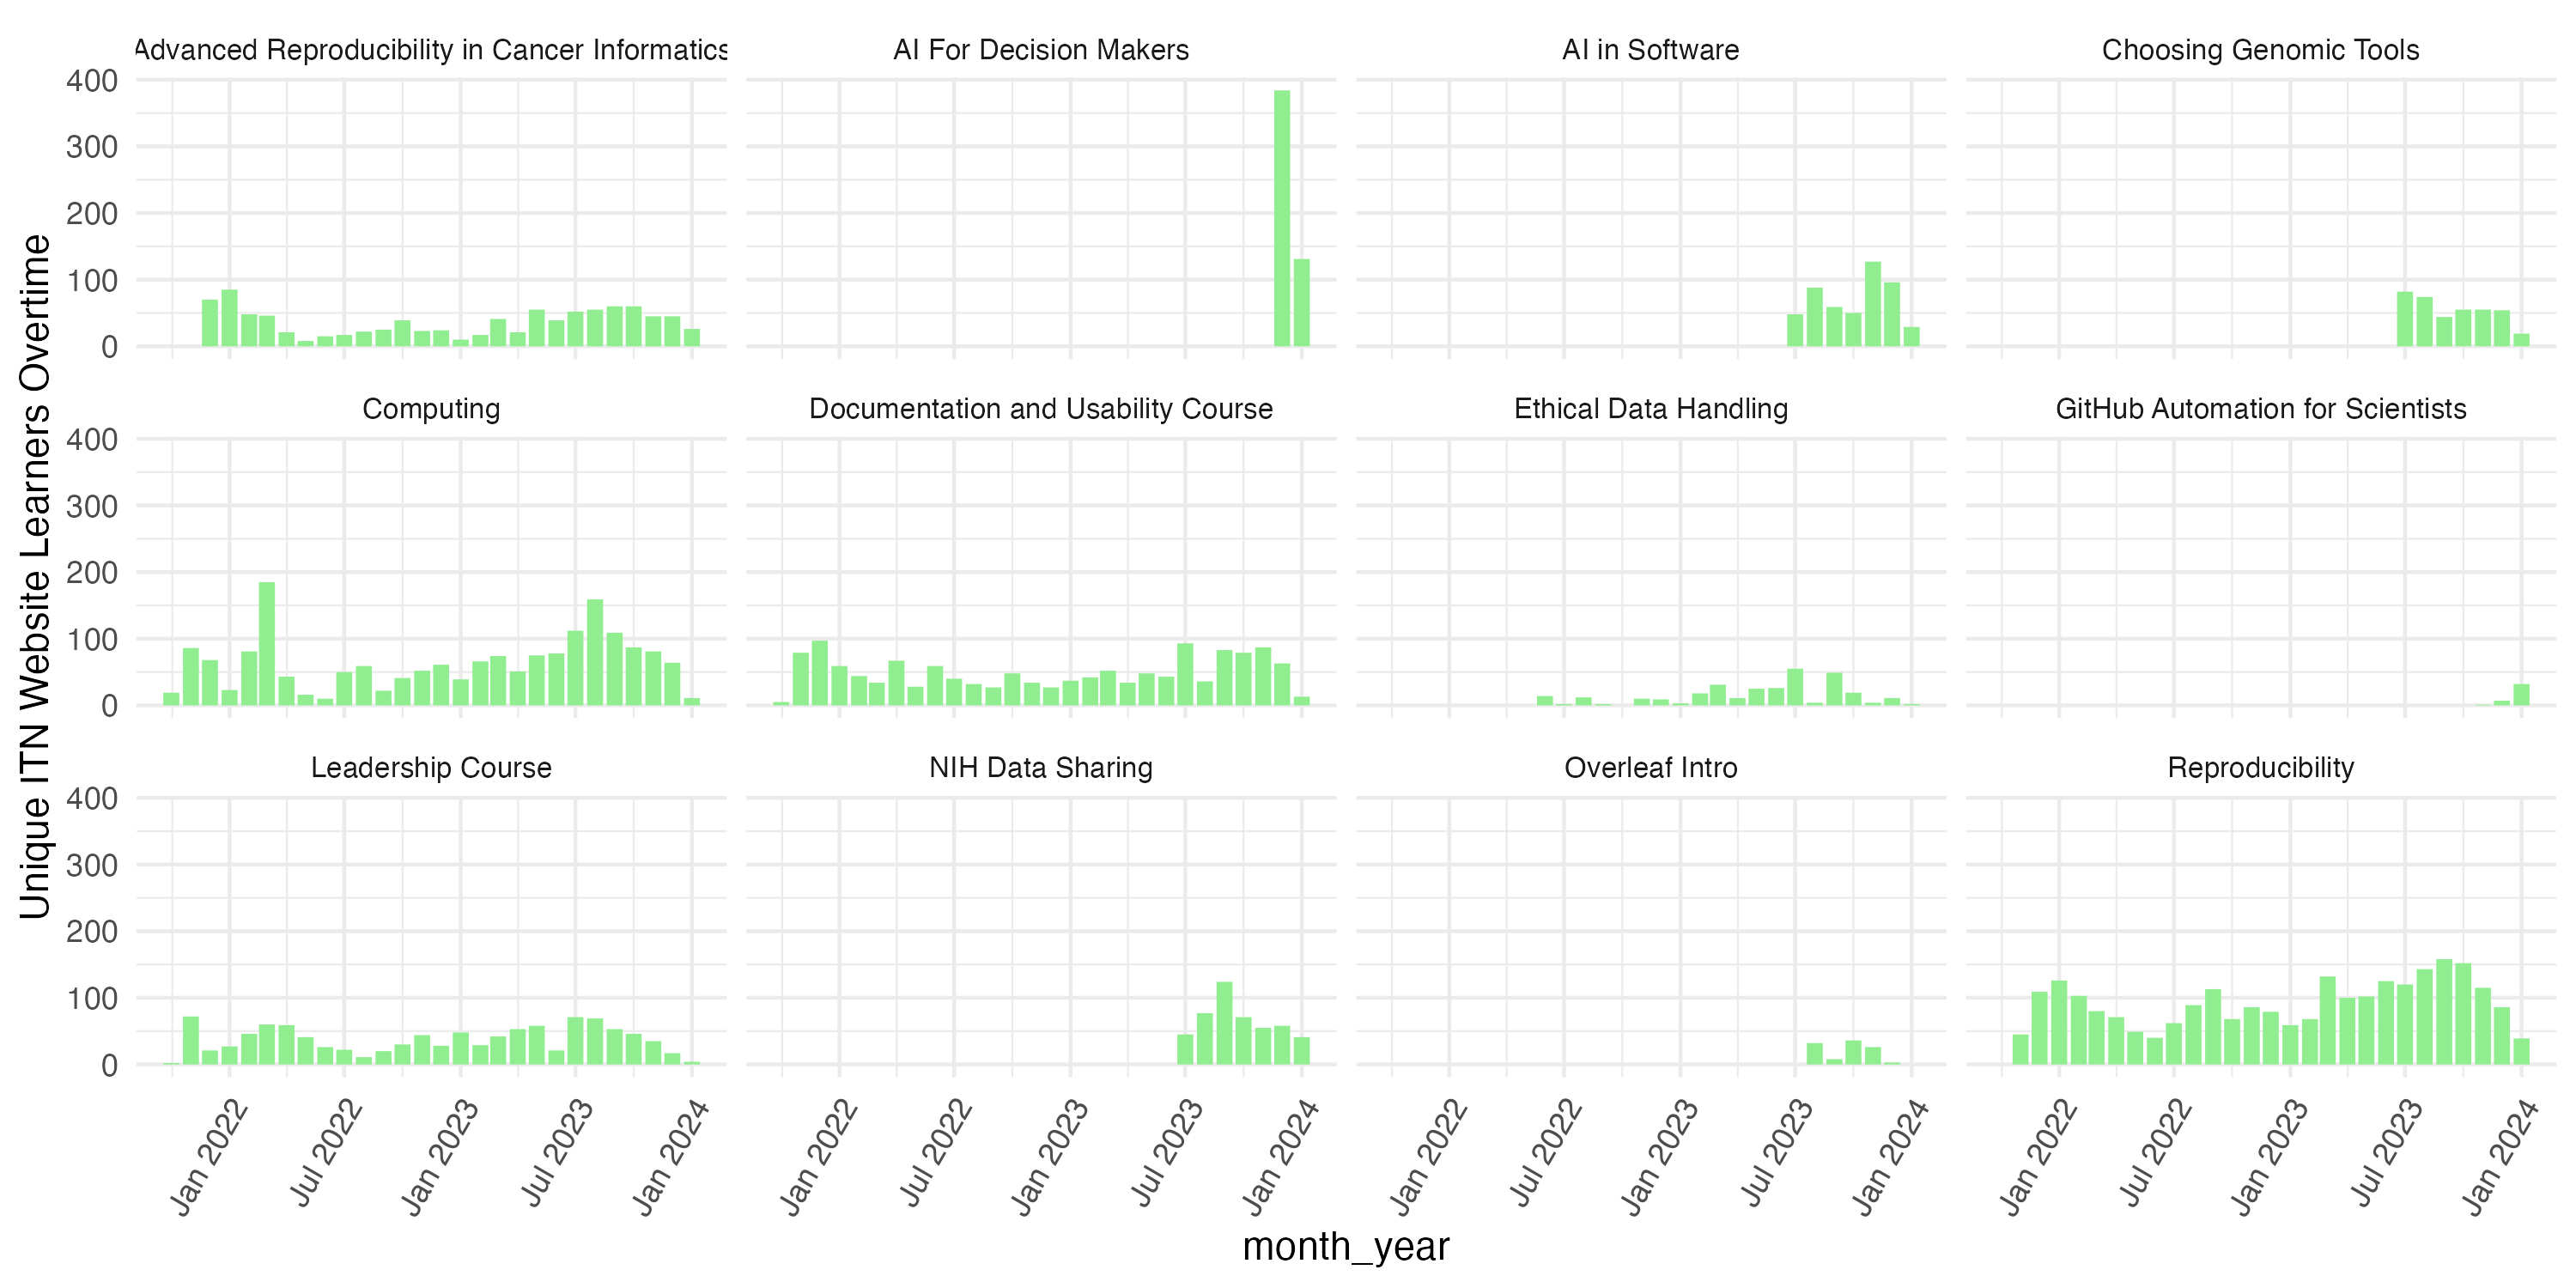 Advanced Reproducibility in Cancer Informatics
AI For Decision Makers
AI in Software
Choosing Genomic Tools
400
300
200
100
0
Computing
Documentation and Usability Course
Ethical Data Handling
GitHub Automation for Scientists
400
300
200
100
0
Leadership Course
NIH Data Sharing
Overleaf Intro
Reproducibility
400
300
200
100
0
Unique ITN Website Learners Overtime
Jan 2022
Jul 2022
Jan 2023
Jul 2023
Jan 2024
Jan 2022
Jul 2022
Jan 2023
Jul 2023
Jan 2024
Jan 2022
Jul 2022
Jan 2023
Jul 2023
Jan 2024
Jan 2022
Jul 2022
Jan 2023
Jul 2023
Jan 2024
month_year